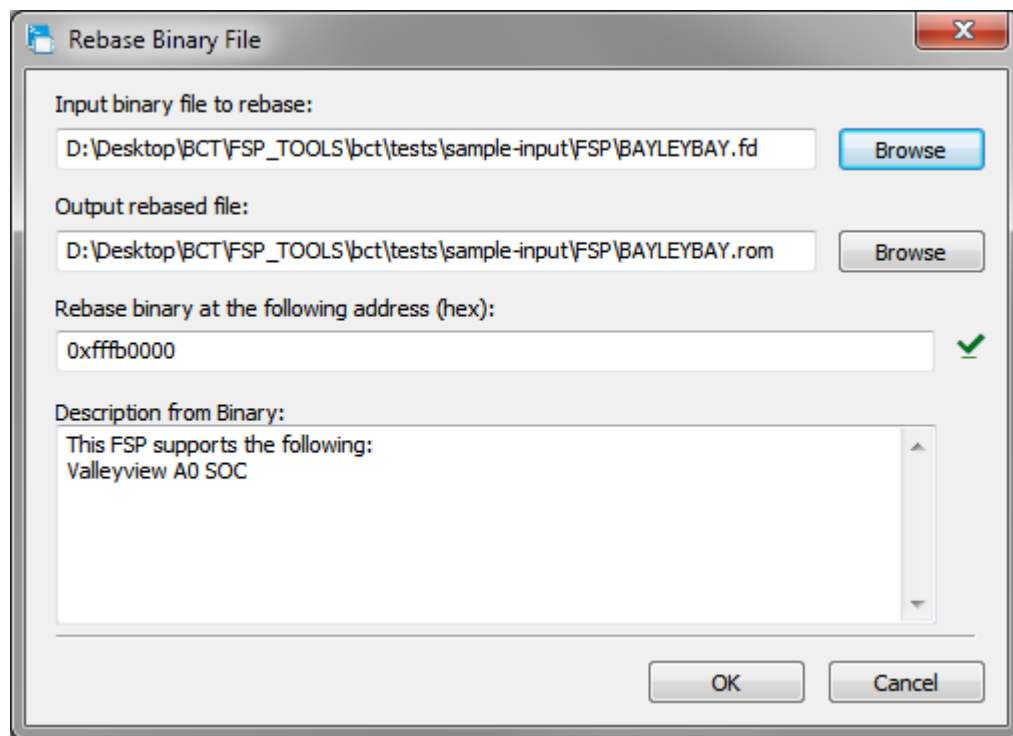 Rebase Binary File
Input binary file to rebase:
D:\Desktop\BCT\FSP_TOOLS\bct\tests\sample-input\FSP\BAYLEYBAY.fd
Browse
Output rebased file:
D:\Desktop\BCT\FSP_TOOLS\bct\tests\sample-input\FSP\BAYLEYBAY.rom
Browse
Rebase binary at the following address (hex):
0xfffb0000
Description from Binary:
This FSP supports the following:
Valleyview A0 SOC
OK
Cancel